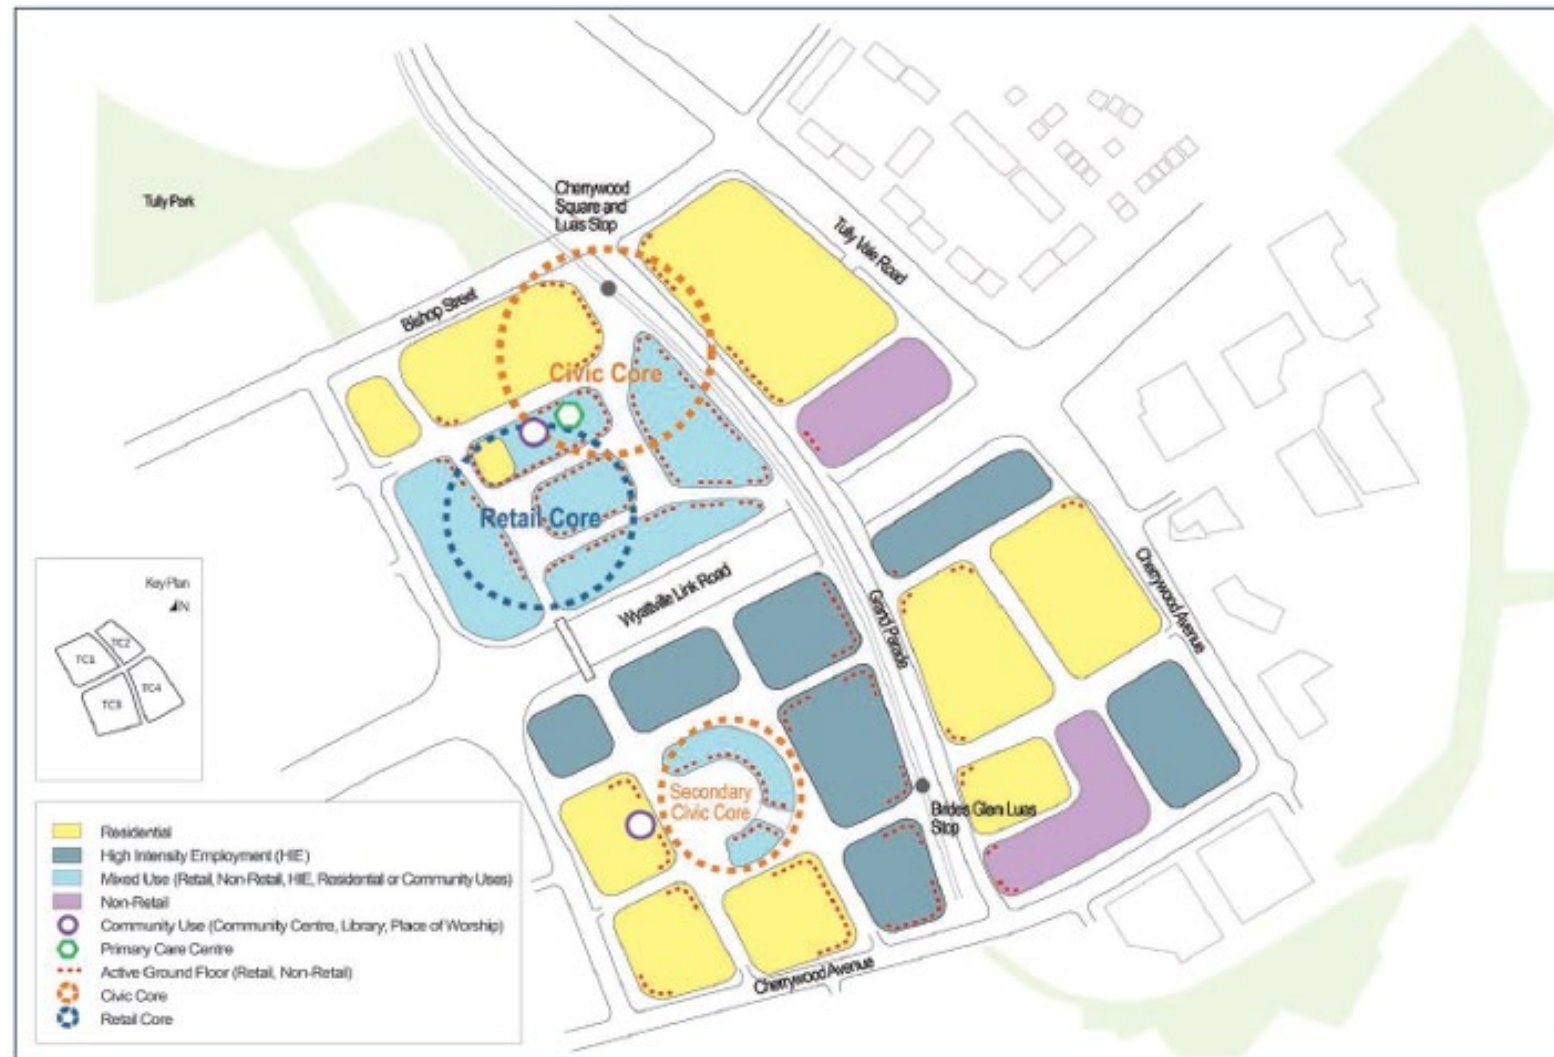 Tully Park
Cherrywood
Square and
Luas Stop
Tully Vale Road
Bishop Street
Civic Core
Retail Core
Wyattville Link Road
Grand Parade
Cherrywood Avenue
Key Plan
N
TC1
TC2
TC3
TC4
Secondary
Civic Core
Brides Glen Luas
Stop
Cherrywood Avenue
Residential
High Intensity Employment (HIE)
Mixed Use (Retail, Non-Retail, HIE, Residential or Community Uses)
Non-Retail
Community Use (Community Centre, Library, Place of Worship)
Primary Care Centre
Active Ground Floor (Retail, Non-Retail)
Civic Core
Retail Core